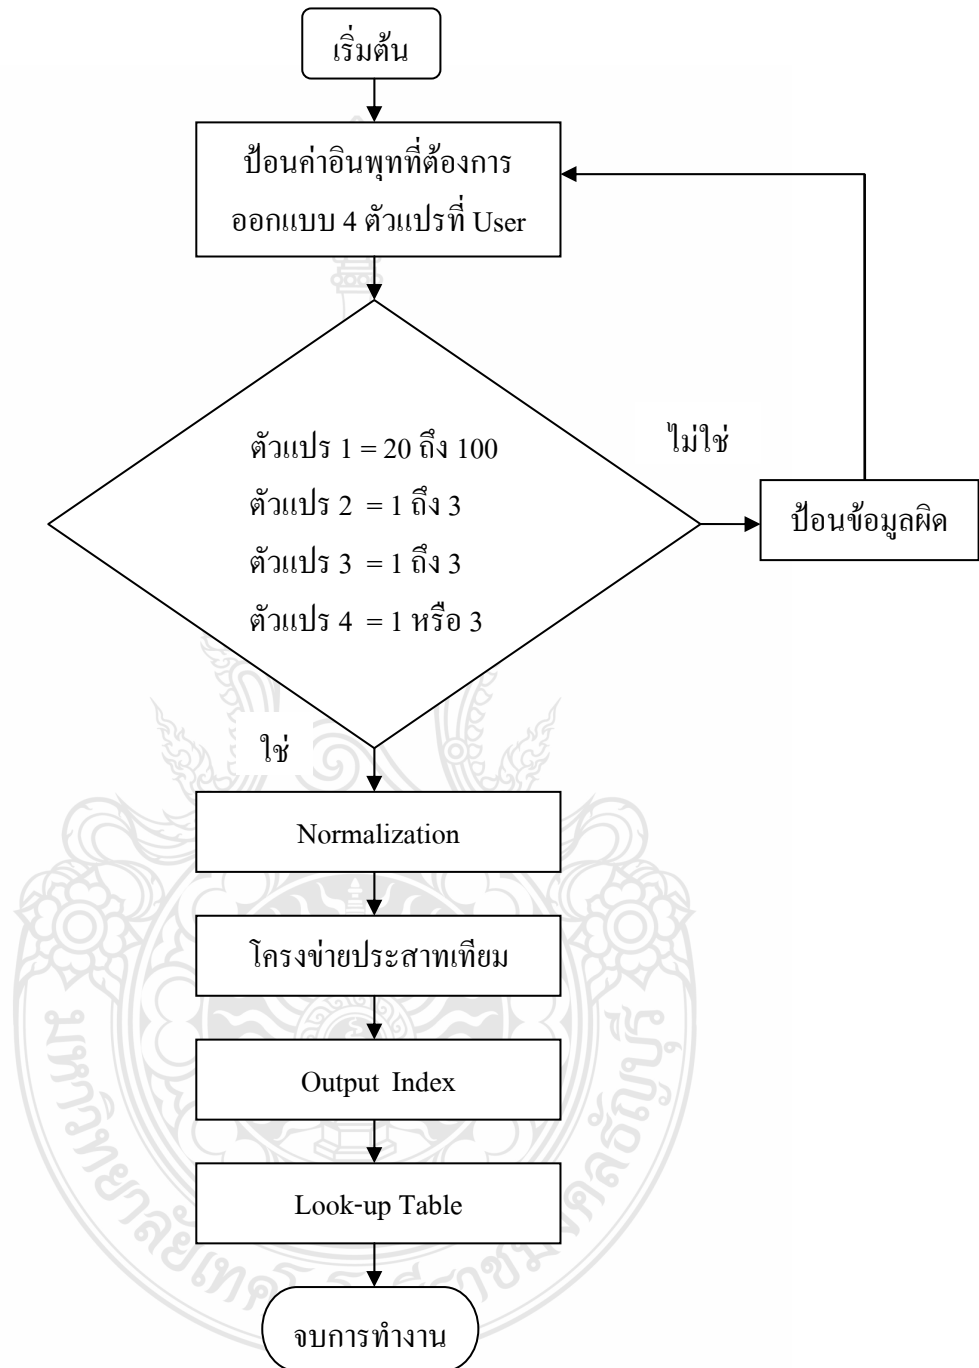 เริ่มต้น
ป้อนค่าอินพุทที่ต้องการ
ออกแบบ 4 ตัวแปรที่ User
ตัวแปร 1 = 20 ถึง 100
ตัวแปร 2 = 1 ถึง 3
ตัวแปร 3 = 1 ถึง 3
ตัวแปร 4 = 1 หรือ 3
ไม่ใช่
ป้อนข้อมูลผิด
ใช่
Normalization
โครงข่ายประสาทเทียม
Output Index
Look-up Table
จบการทำงาน